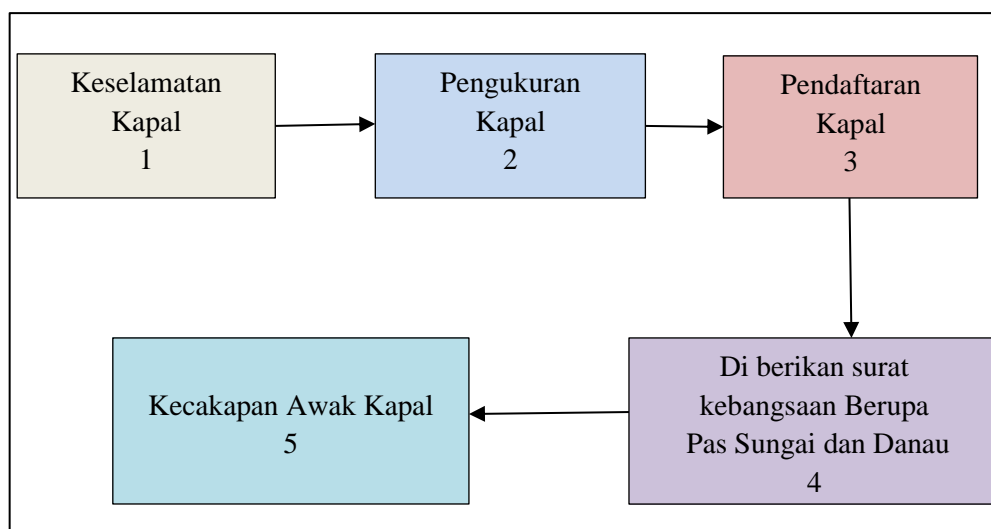 Keselamatan
Kapal
1
Pengukuran
Kapal
2
Pendaftaran
Kapal
3
Di berikan surat
kebangsaan Berupa
Pas Sungai dan Danau
4
Kecakapan Awak Kapal
5